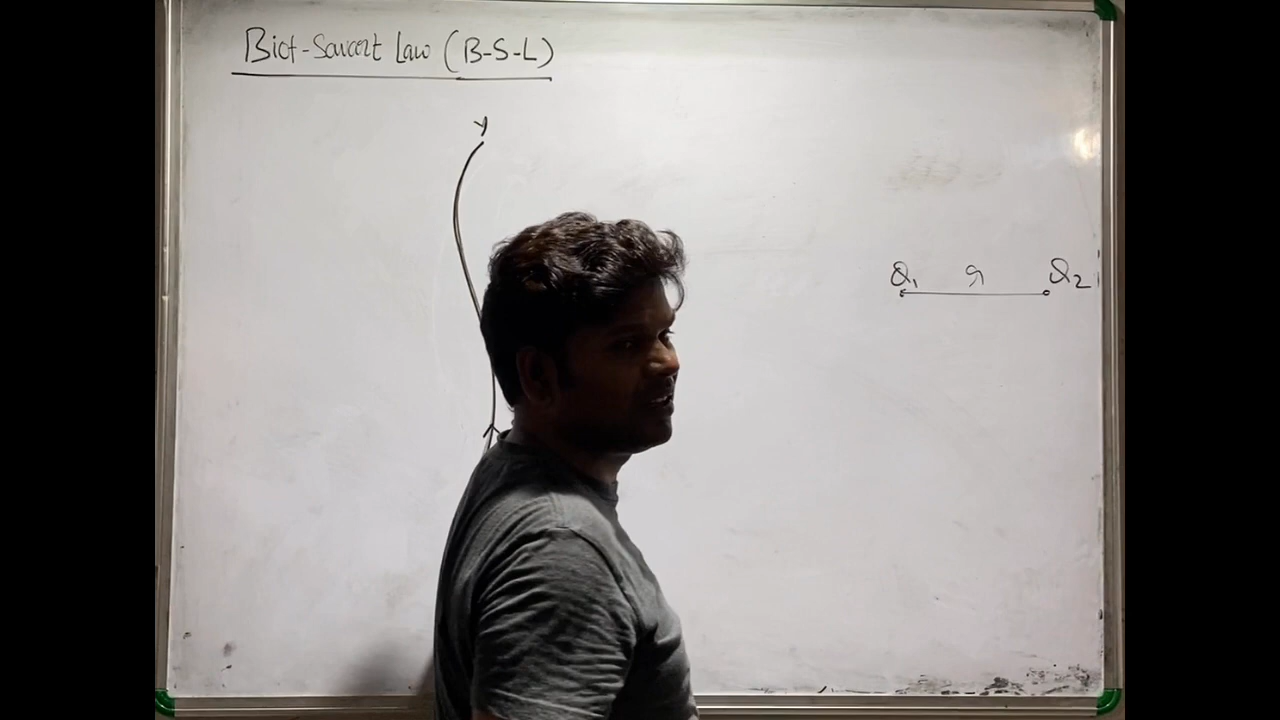 Biot-Savart Law (B-S-L)
Y
Q₁ r Q₂